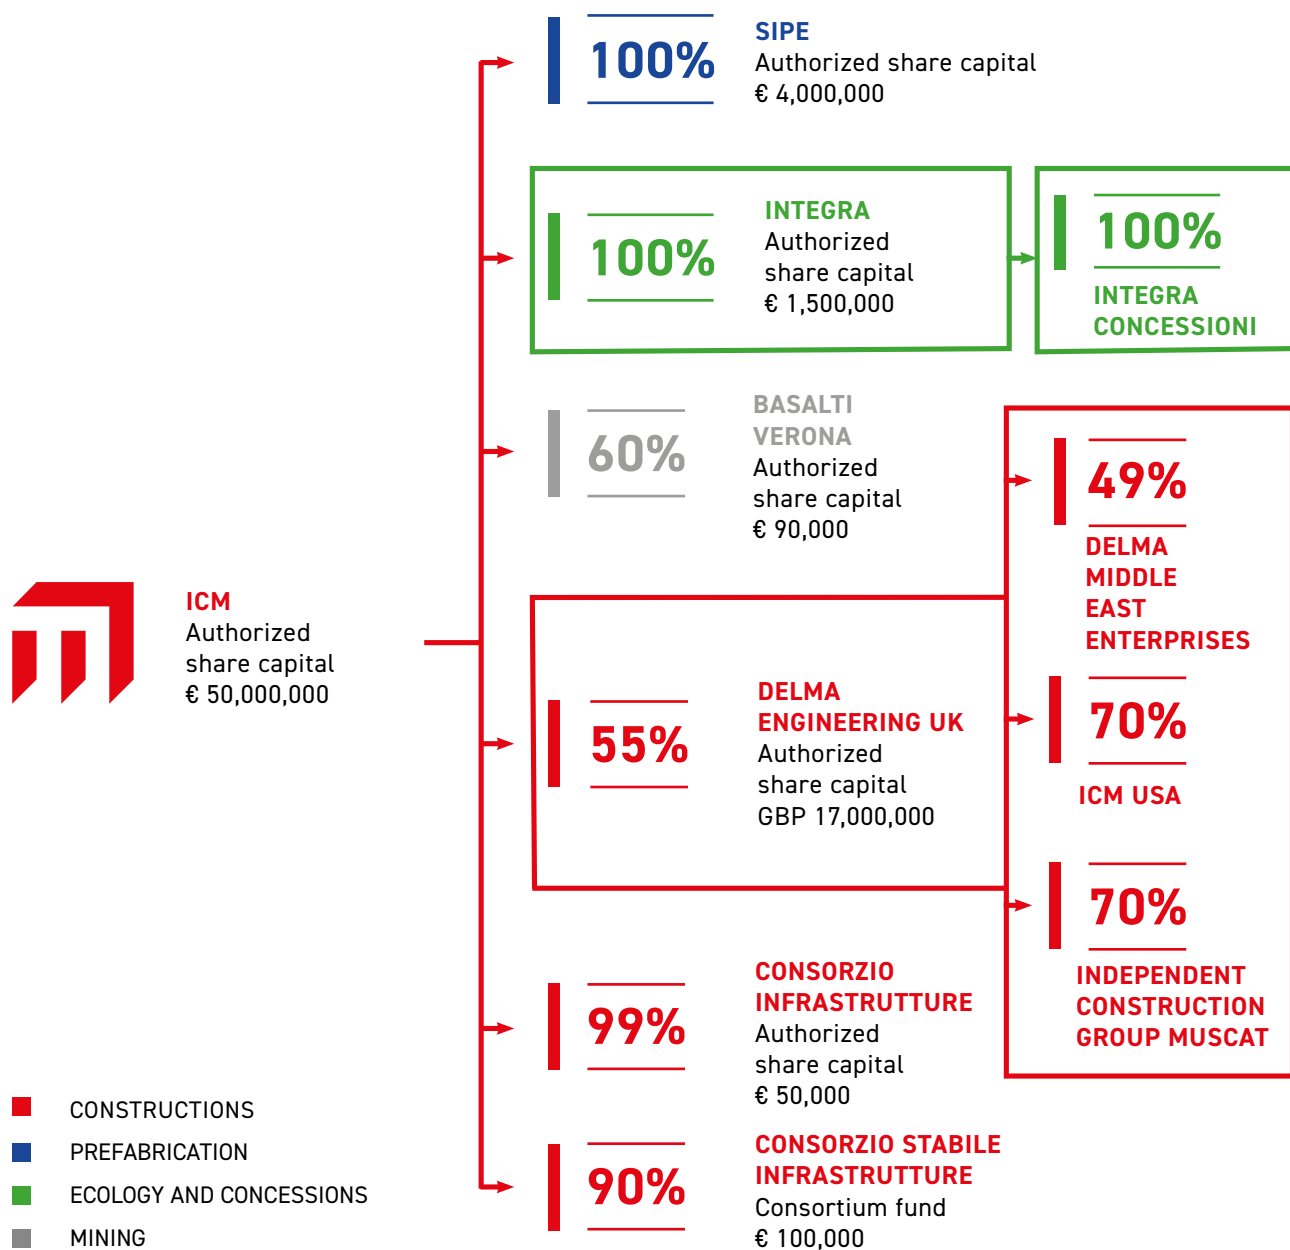 100%
SIPE
Authorized share capital
€ 4,000,000
100%
INTEGRA
Authorized
share capital
€ 1,500,000
100%
INTEGRA
CONCESSIONI
60%
BASALTI
VERONA
Authorized
share capital
€ 90,000
49%
DELMA
MIDDLE
EAST
ENTERPRISES
ICM
Authorized
share capital
€ 50,000,000
55%
DELMA
ENGINEERING UK
Authorized
share capital
GBP 17,000,000
70%
ICM USA
70%
INDEPENDENT
CONSTRUCTION
GROUP MUSCAT
99%
CONSORZIO
INFRASTRUTTURE
Authorized
share capital
€ 50,000
90%
CONSORZIO STABILE
INFRASTRUTTURE
Consortium fund
€ 100,000
CONSTRUCTIONS
PREFABRICATION
ECOLOGY AND CONCESSIONS
MINING